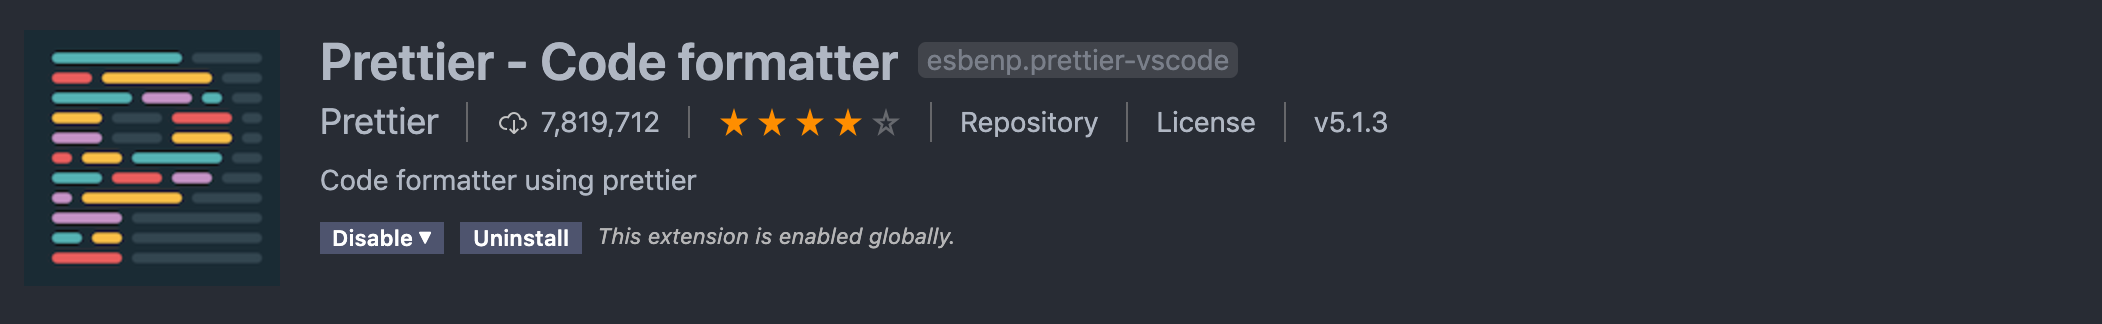 Prettier - Code formatter esbenp.prettier-vscode
Prettier 7,819,712 Repository License v5.1.3
Code formatter using prettier
Disable Uninstall This extension is enabled globally.